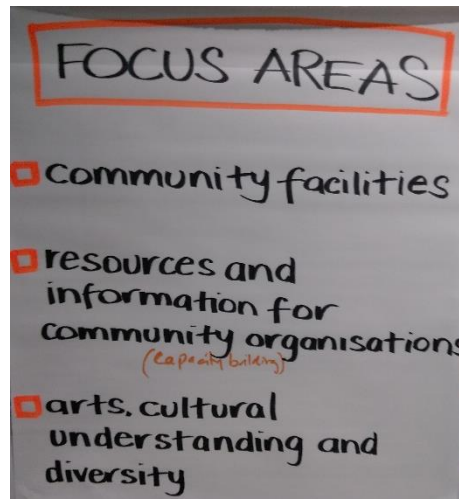 FOCUS AREAS
community facilities
resources and
information for
community organisations
(capacity building)
arts, cultural
understanding and
diversity